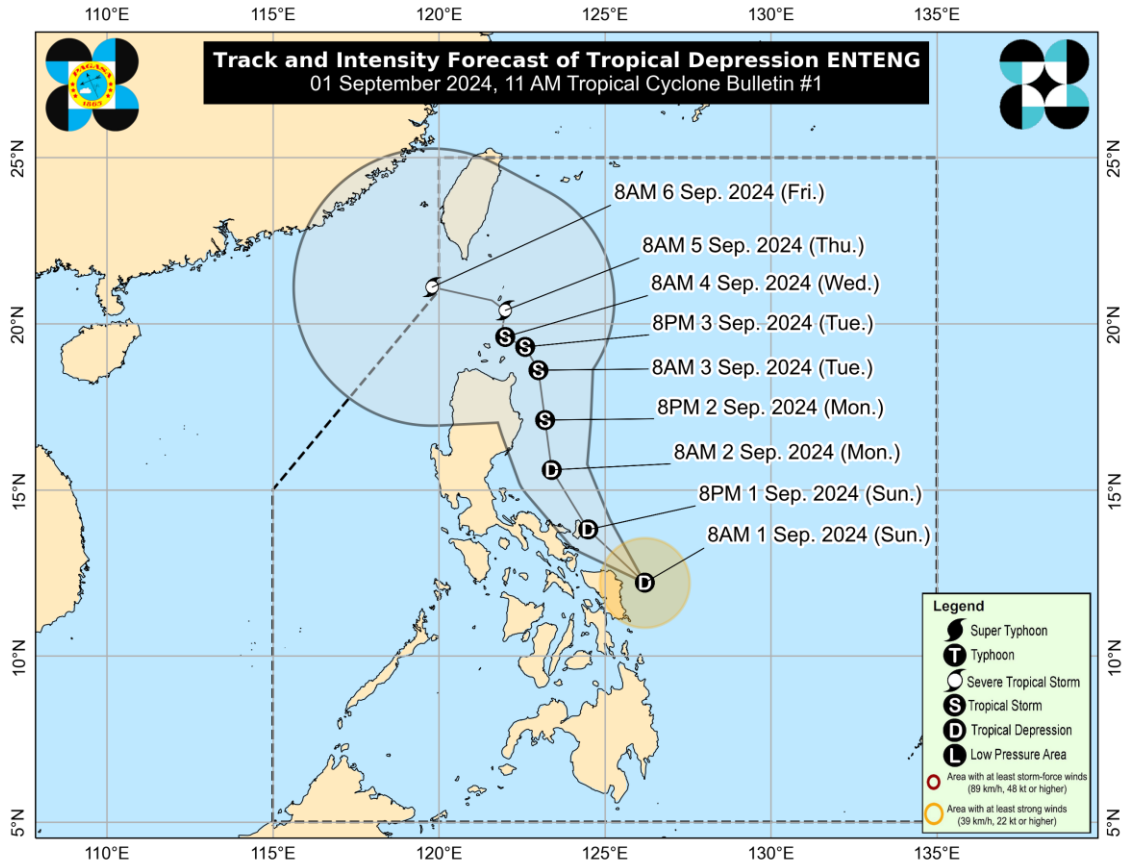 110°E 115°E 120°E 125°E 130°E 135°E
Track and Intensity Forecast of Tropical Depression ENTENG
01 September 2024, 11 AM Tropical Cyclone Bulletin #1
PAGASA
1865
25°N 25°N
8AM 6 Sep. 2024 (Fri.)
8AM 5 Sep. 2024 (Thu.)
8AM 4 Sep. 2024 (Wed.)
20°N 20°N
8PM 3 Sep. 2024 (Tue.)
8AM 3 Sep. 2024 (Tue.)
8PM 2 Sep. 2024 (Mon.)
8AM 2 Sep. 2024 (Mon.)
15°N 15°N
8PM 1 Sep. 2024 (Sun.)
8AM 1 Sep. 2024 (Sun.)
S
S
S
S
D
D
D
Legend
Super Typhoon
T Typhoon
Severe Tropical Storm
S Tropical Storm
D Tropical Depression
L Low Pressure Area
Area with at least storm-force winds
(89 km/h, 48 kt or higher)
Area with at least strong winds
(39 km/h, 22 kt or higher)
10°N 10°N
5°N 5°N
110°E 115°E 120°E 125°E 130°E 135°E